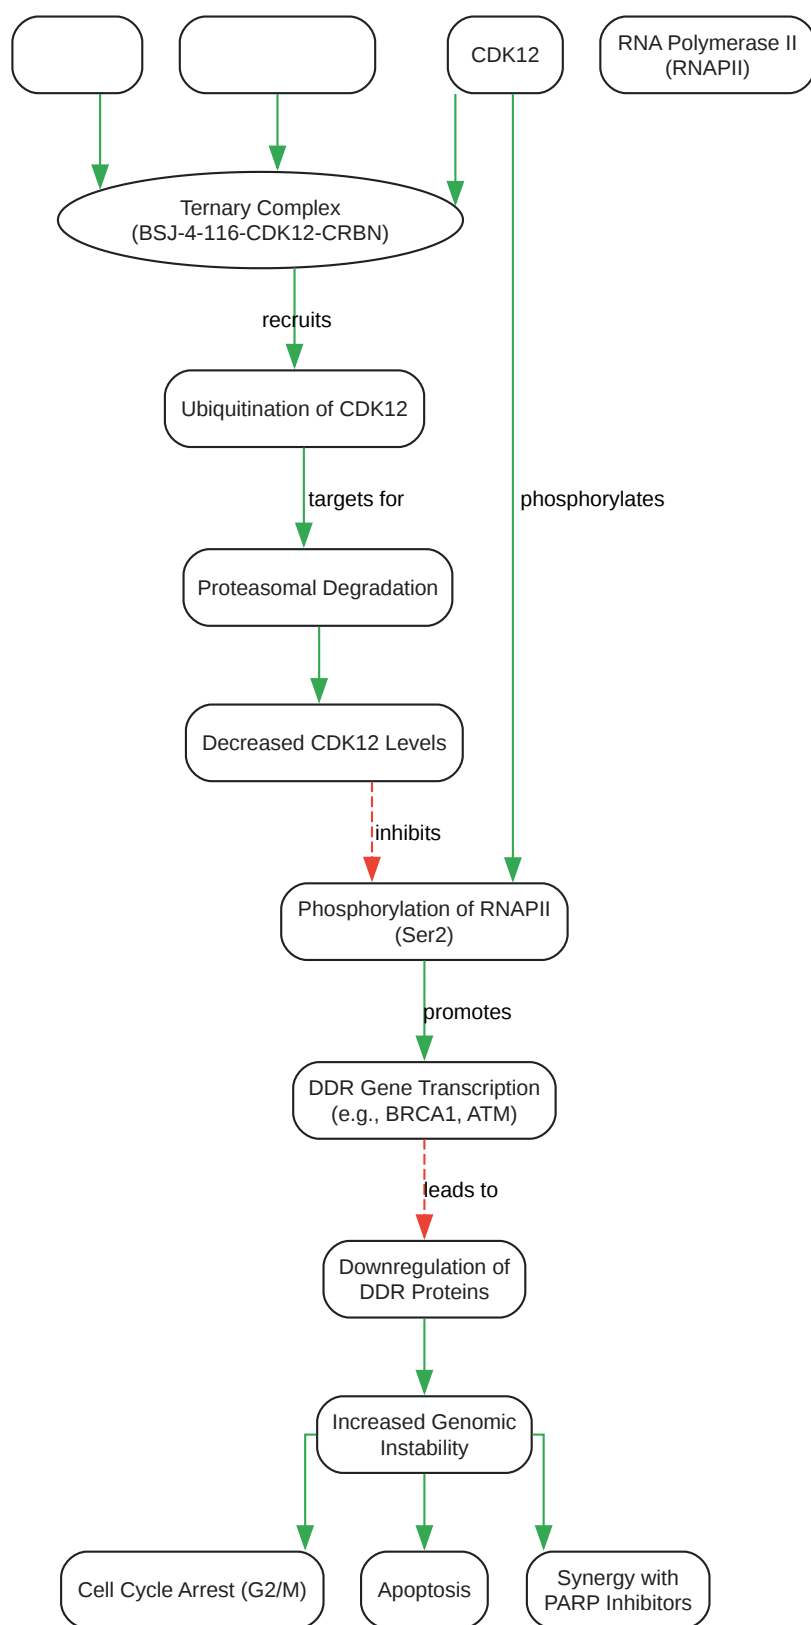 CDK12
RNA Polymerase II
(RNAPII)
Ternary Complex
(BSJ-4-116-CDK12-CRBN)
recruits
Ubiquitination of CDK12
targets for
phosphorylates
Proteasomal Degradation
Decreased CDK12 Levels
inhibits
Phosphorylation of RNAPII
(Ser2)
promotes
DDR Gene Transcription
(e.g., BRCA1, ATM)
leads to
Downregulation of
DDR Proteins
Increased Genomic
Instability
Cell Cycle Arrest (G2/M)
Apoptosis
Synergy with
PARP Inhibitors